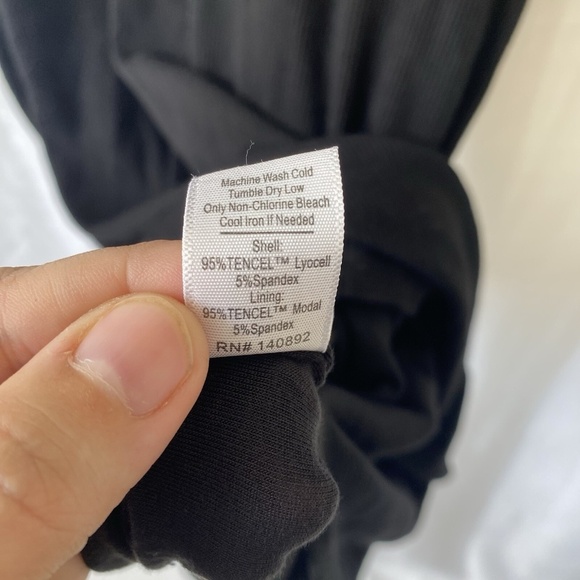 Machine Wash Cold
Tumble Dry Low
Only Non-Chlorine Bleach
Cool Iron If Needed
Shell:
95%TENCEL™ Lyocell
5%Spandex
Lining:
95%TENCEL™ Modal
5%Spandex
RN# 140892